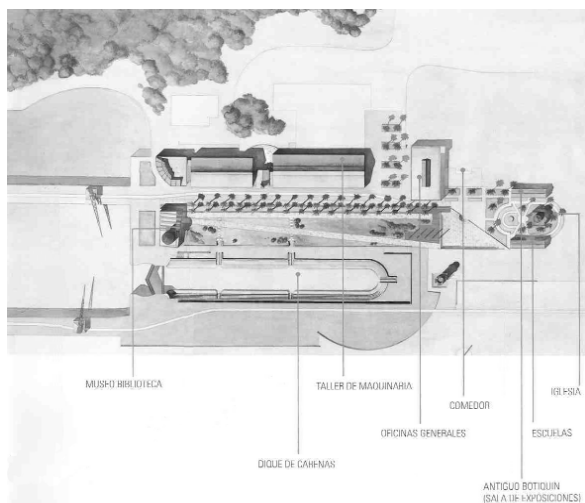 MUSEO BIBLIOTECA
TALLER DE MAQUINARIA
IGLESIA
COMEDOR
OFICINAS GENERALES
ESCUELAS
DIQUE DE CARENAS
ANTIGUO BOTIQUIN
(SALA DE EXPOSICIONES)